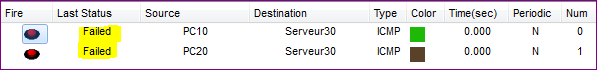 Fire Last Status Source Destination Type Color Time(sec) Periodic Num
Failed PC10 Serveur30 ICMP 0.000 N 0
Failed PC20 Serveur30 ICMP 0.000 N 1